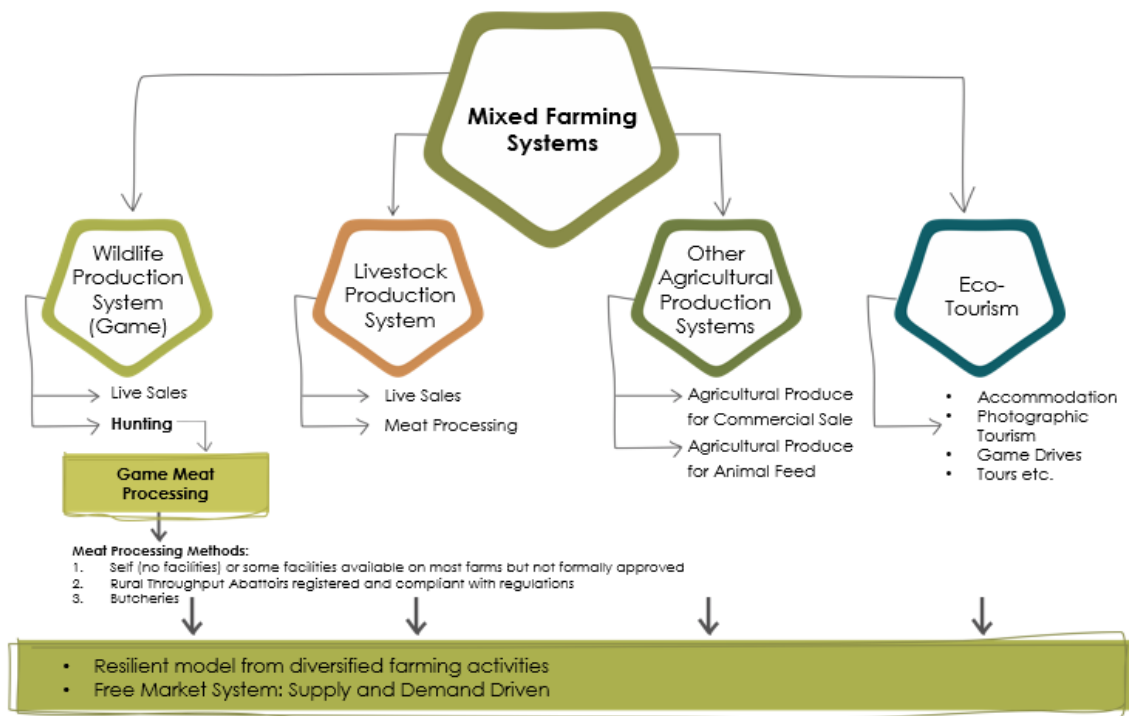 Mixed Farming
Systems
Wildlife
Production
System
(Game)
Live Sales
Hunting
Game Meat
Processing
Meat Processing Methods:
1. Self (no facilities) or some facilities available on most farms but not formally approved
2. Rural Throughput Abattoirs registered and compliant with regulations
3. Butcheries
Livestock
Production
System
Live Sales
Meat Processing
Other
Agricultural
Production
Systems
Agricultural Produce
for Commercial Sale
Agricultural Produce
for Animal Feed
Eco-
Tourism
• Accommodation
• Photographic
Tourism
• Game Drives
• Tours etc.
• Resilient model from diversified farming activities
• Free Market System: Supply and Demand Driven